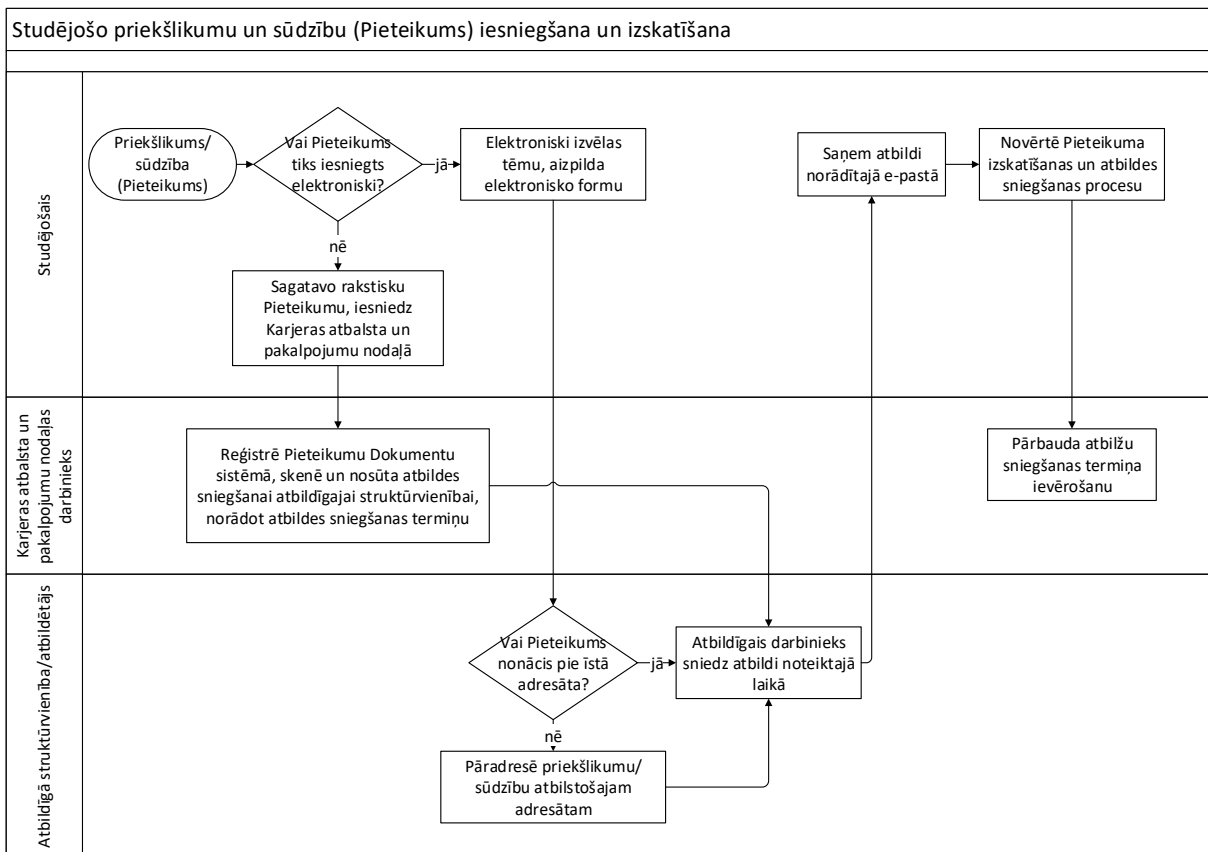 Studējošo priekšlikumu un sūdzību (Pieteikums) iesniegšana un izskatīšana
Studējošais
Priekšlikums/
sūdzība
(Pieteikums)
Vai Pieteikums
tiks iesniegts
elektroniski?
jā
Elektroniski izvēlas
tēmu, aizpilda
elektronisko formu
Saņem atbildi
norādītajā e-pastā
Novērtē Pieteikuma
izskatīšanas un atbildes
sniegšanas procesu
nē
Sagatavo rakstisku
Pieteikumu, iesniedz
Karjeras atbalsta un
pakalpojumu nodaļā
Karjeras atbalsta un
pakalpojumu nodaļas
darbinieks
Reģistrē Pieteikumu Dokumentu
sistēmā, skenē un nosūta atbildes
sniegšanai atbildīgajai struktūrvienībai,
norādot atbildes sniegšanas termiņu
Pārbauda atbilžu
sniegšanas termiņa
ievērošanu
Atbildīgā struktūrvienība/atbildētājs
Vai Pieteikums
nonācis pie īstā
adresāta?
jā
Atbildīgais darbinieks
sniedz atbildi noteiktajā
laikā
nē
Pāradresē priekšlikumu/
sūdzību atbilstošajam
adresātam